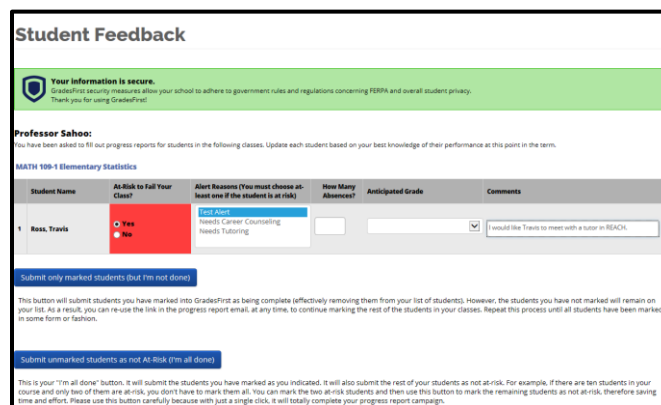 Student Feedback
Your information is secure.
GradesFirst security measures allow your school to adhere to government rules and regulations concerning FERPA and overall student privacy.
Thank you for using GradesFirst!
Professor Sahoo:
You have been asked to fill out progress reports for students in the following classes. Update each student based on your best knowledge of their performance at this point in the term.
MATH 109-1 Elementary Statistics
Student Name
At-Risk to Fail Your Class?
Alert Reasons (You must choose at-least one if the student is at risk)
How Many Absences?
Anticipated Grade
Comments
1
Ross, Travis
Yes
No
Test Alert
Needs Career Counseling
Needs Tutoring
I would like Travis to meet with a tutor in REACH.
Submit only marked students (but I'm not done)
This button will submit students you have marked into GradesFirst as being complete (effectively removing them from your list of students). However, the students you have not marked will remain on
your list. As a result, you can re-use the link in the progress report email, at any time, to continue marking the rest of the students in your classes. Repeat this process until all students have been marked
in some form or fashion.
Submit unmarked students as not At-Risk (I'm all done)
This is your "I'm all done" button. It will submit the students you have marked as you indicated. It will also submit the rest of your students as not at-risk. For example, if there are ten students in your
course and only two of them are at-risk, you don't have to mark them all. You can mark the two at-risk students and then use this button to mark the remaining students as not at-risk, therefore saving
time and effort. Please use this button carefully because with just a single click, it will totally complete your progress report campaign.